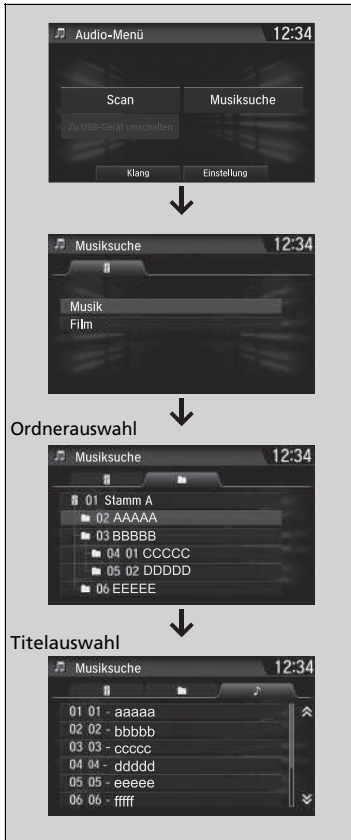 Audio-Menü 12:34
Scan Musiksuche
Zu USB-Gerät umschalten
Klang Einstellung
Musiksuche 12:34
Musik
Film
Ordnerauswahl
Musiksuche 12:34
01 Stamm A
02 AAAAA
03 BBBBB
04 01 CCCCC
05 02 DDDDD
06 EEEEE
Titelauswahl
Musiksuche 12:34
01 01 - aaaaa
02 02 - bbbbb
03 03 - ccccc
04 04 - ddddd
05 05 - eeeee
06 06 - fffff